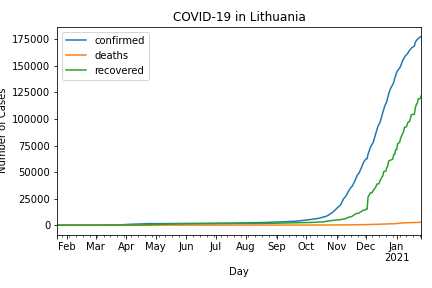 COVID-19 in Lithuania
confirmed
deaths
recovered
175000
150000
125000
100000
75000
50000
25000
0
Number of Cases
Feb Mar Apr May Jun Jul Aug Sep Oct Nov Dec Jan
2021
Day